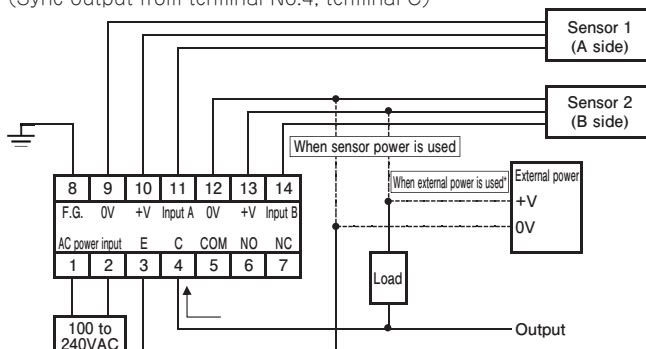 (Sync output from terminal No.4, terminal C)
Sensor 1
(A side)
Sensor 2
(B side)
When sensor power is used
When external power is used*
External power
+V
0V
8 9 10 11 12 13 14
F.G. 0V +V Input A 0V +V Input B
AC power input E C COM NO NC
1 2 3 4 5 6 7
Load
100 to
240VAC
Output